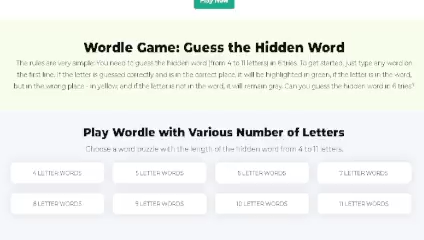 Play Now
Wordle Game: Guess the Hidden Word
The rules are very simple: You need to guess the hidden word (from 4 to 11 letters) in 6 tries. To get started, just type any word on
the first line. If the letter is guessed correctly and is in the correct place, it will be highlighted in green, if the letter is in the word,
but in the wrong place - in yellow, and if the letter is not in the word, it will remain grey. Can you guess the hidden word in 6 tries?
Play Wordle with Various Number of Letters
Choose a word puzzle with the length of the hidden word from 4 to 11 letters.
4 LETTER WORDS 5 LETTER WORDS 6 LETTER WORDS 7 LETTER WORDS
8 LETTER WORDS 9 LETTER WORDS 10 LETTER WORDS 11 LETTER WORDS